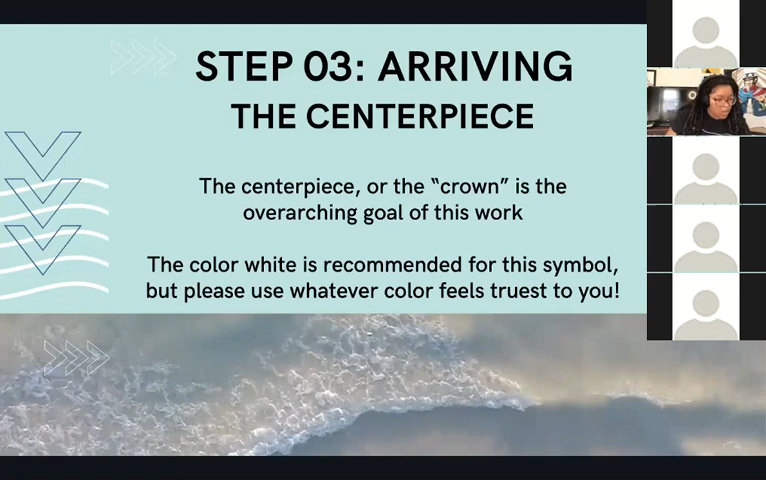 STEP 03: ARRIVING
THE CENTERPIECE
The centerpiece, or the “crown” is the
overarching goal of this work
The color white is recommended for this symbol,
but please use whatever color feels truest to you!